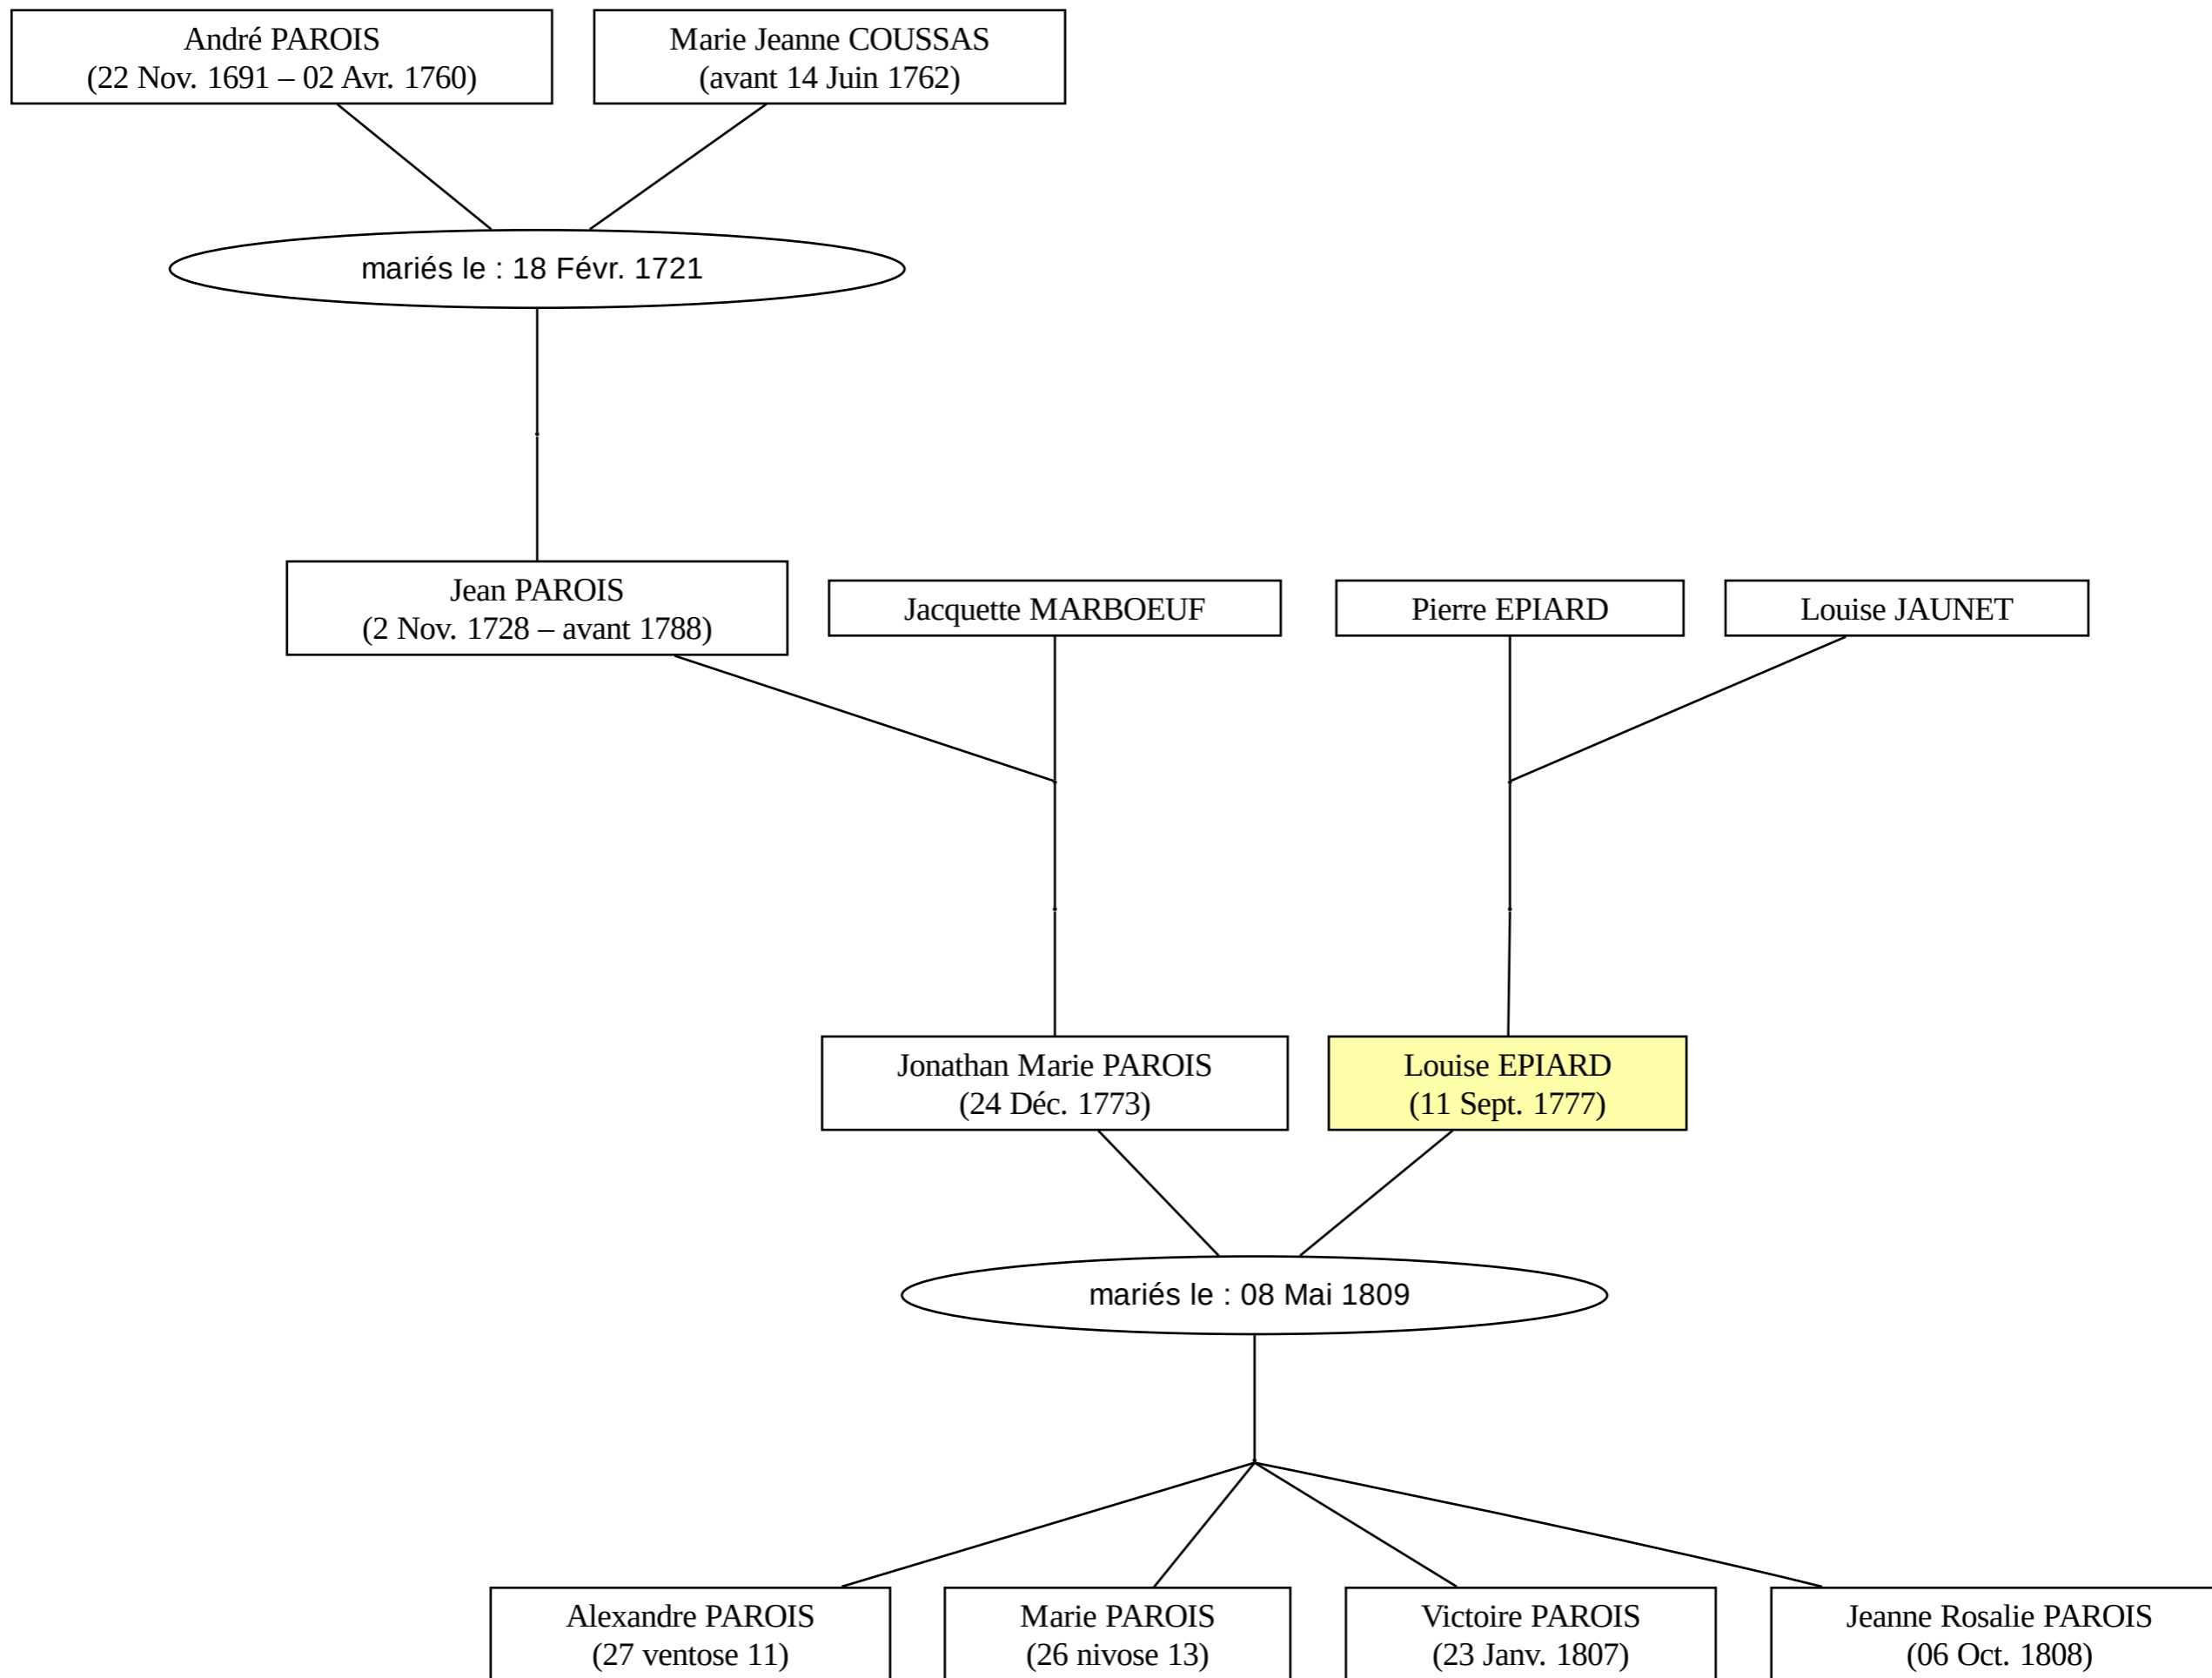 André PAROIS
(22 Nov. 1691 – 02 Avr. 1760)
Marie Jeanne COUSSAS
(avant 14 Juin 1762)
mariés le : 18 Févr. 1721
Jean PAROIS
(2 Nov. 1728 – avant 1788)
Jacquette MARBOEUF
Pierre EPIARD
Louise JAUNET
Jonathan Marie PAROIS
(24 Déc. 1773)
Louise EPIARD
(11 Sept. 1777)
mariés le : 08 Mai 1809
Alexandre PAROIS
(27 ventose 11)
Marie PAROIS
(26 nivose 13)
Victoire PAROIS
(23 Janv. 1807)
Jeanne Rosalie PAROIS
(06 Oct. 1808)